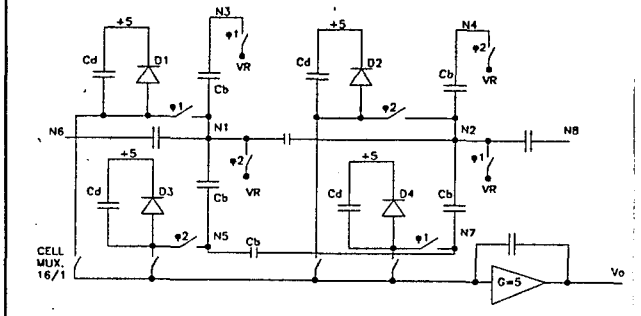 +5
N3
φ1
VR
Cd
D1
Cb
φ1
+5
N4
φ2
VR
Cd
D2
Cb
φ2
N6
N1
φ2
VR
N2
φ1
VR
N8
+5
Cd
D3
Cb
φ2
N5
Cb
+5
Cd
D4
Cb
φ1
N7
CELL
MUX.
16/1
G=5
Vo